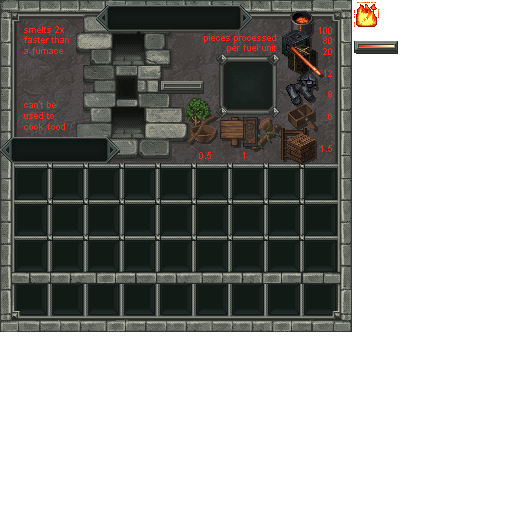 smelts 2x
faster than
a furnace.
pieces processed
per fuel unit
100
80
20
12
8
6
1.5
can't be
used to
cook food.
0.5
1